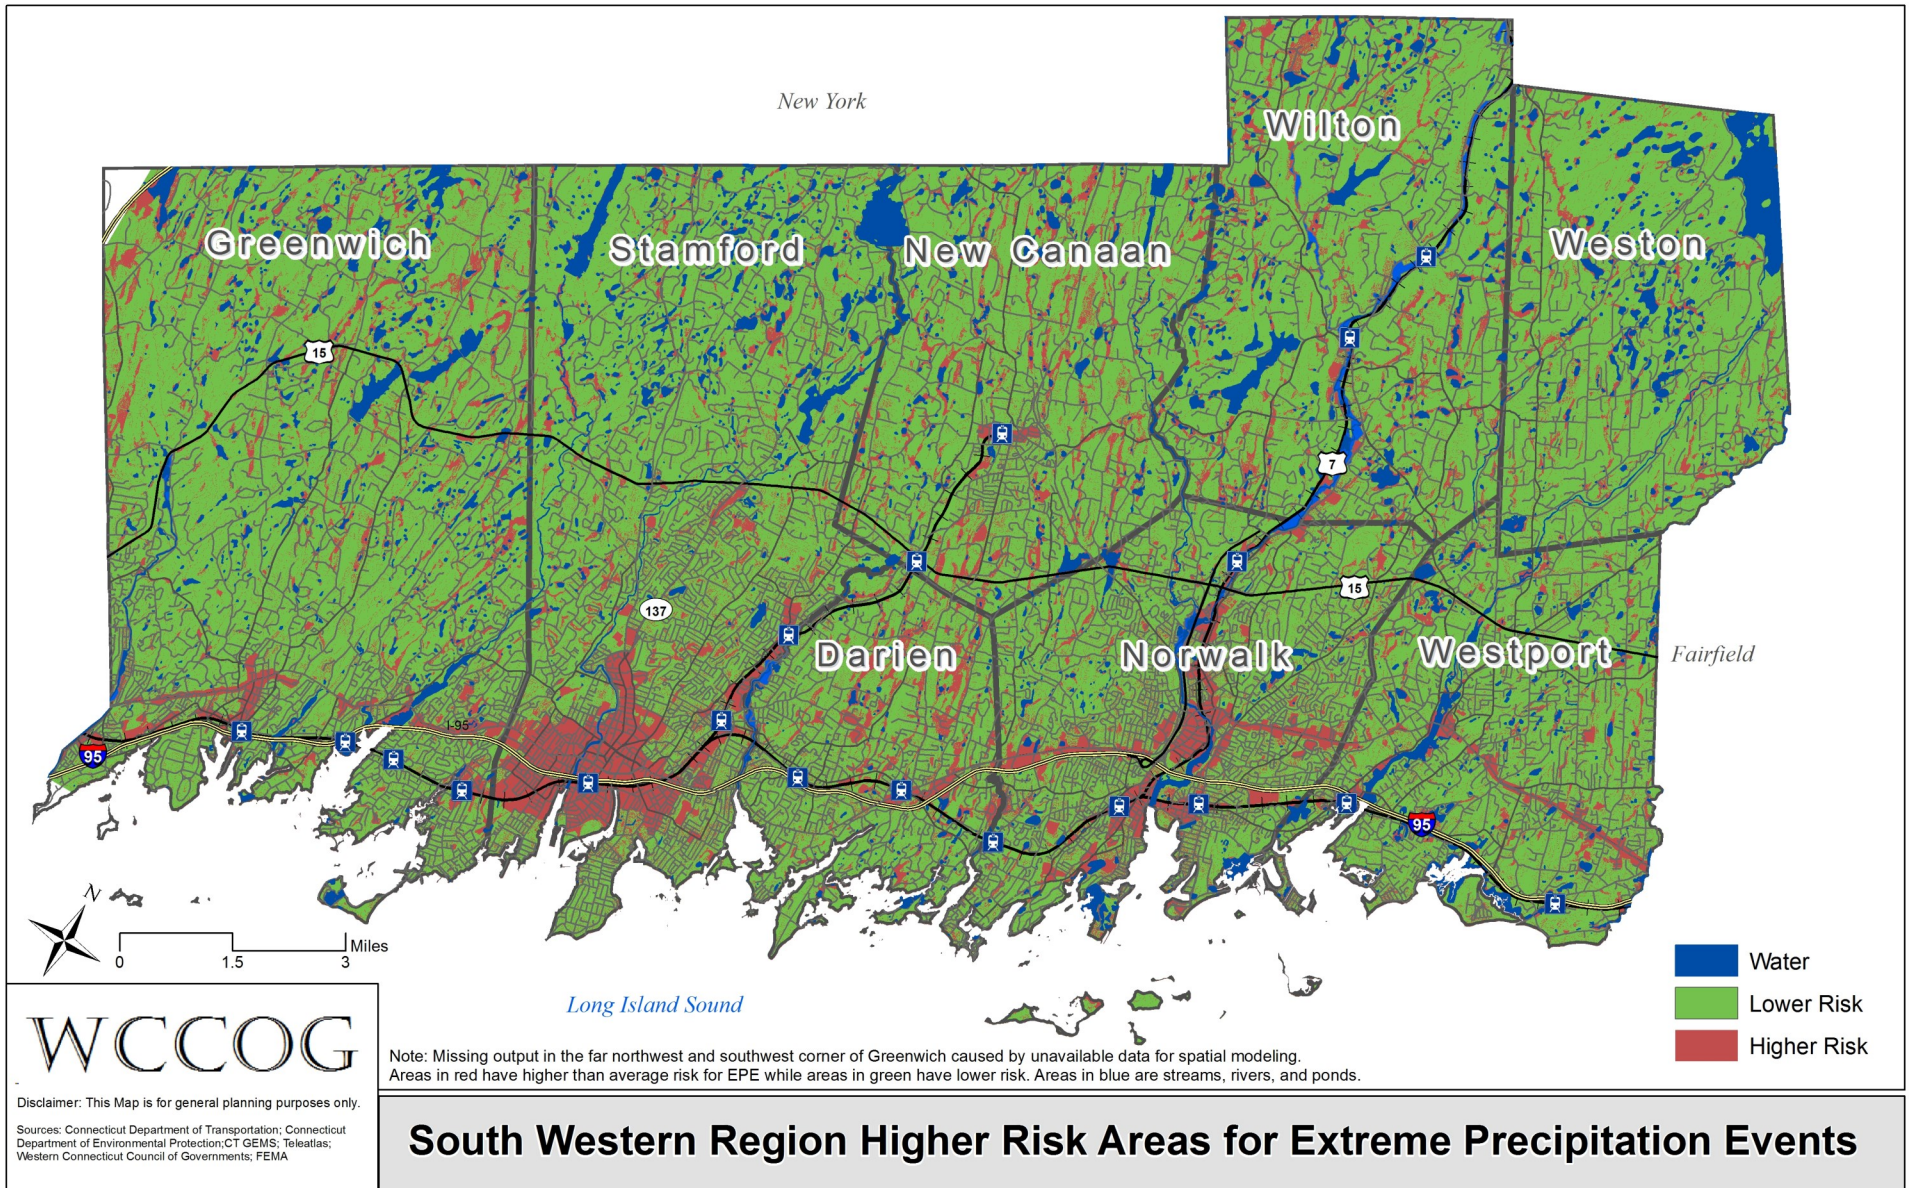 New York
Wilton
Greenwich
Stamford
New Canaan
Weston
15
7
137
15
Darien
Norwalk
Westport
Fairfield
I-95
95
95
N
Miles
0 1.5 3
Long Island Sound
Water
Lower Risk
Higher Risk
WCCOG
Note: Missing output in the far northwest and southwest corner of Greenwich caused by unavailable data for spatial modeling.
Areas in red have higher than average risk for EPE while areas in green have lower risk. Areas in blue are streams, rivers, and ponds.
Disclaimer: This Map is for general planning purposes only.
Sources: Connecticut Department of Transportation; Connecticut
Department of Environmental Protection;CT GEMS; Teleatlas;
Western Connecticut Council of Governments; FEMA
South Western Region Higher Risk Areas for Extreme Precipitation Events